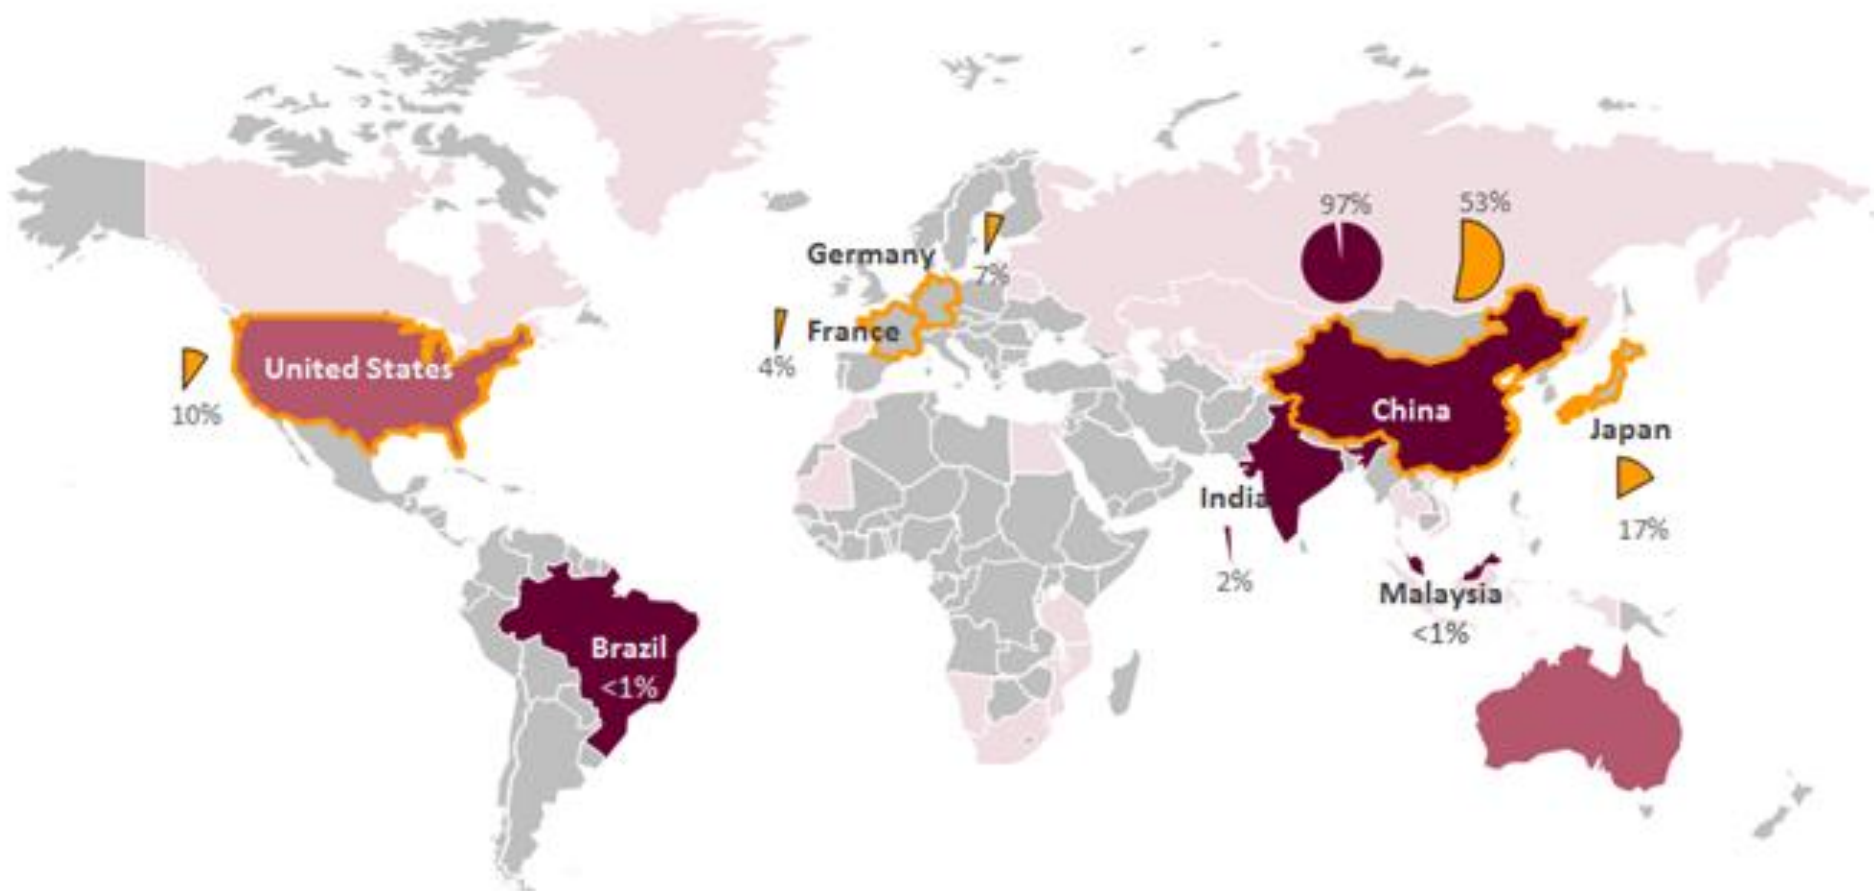 97%
53%
Germany
7%
France
4%
United States
10%
China
Japan
17%
India
2%
Malaysia
<1%
Brazil
<1%